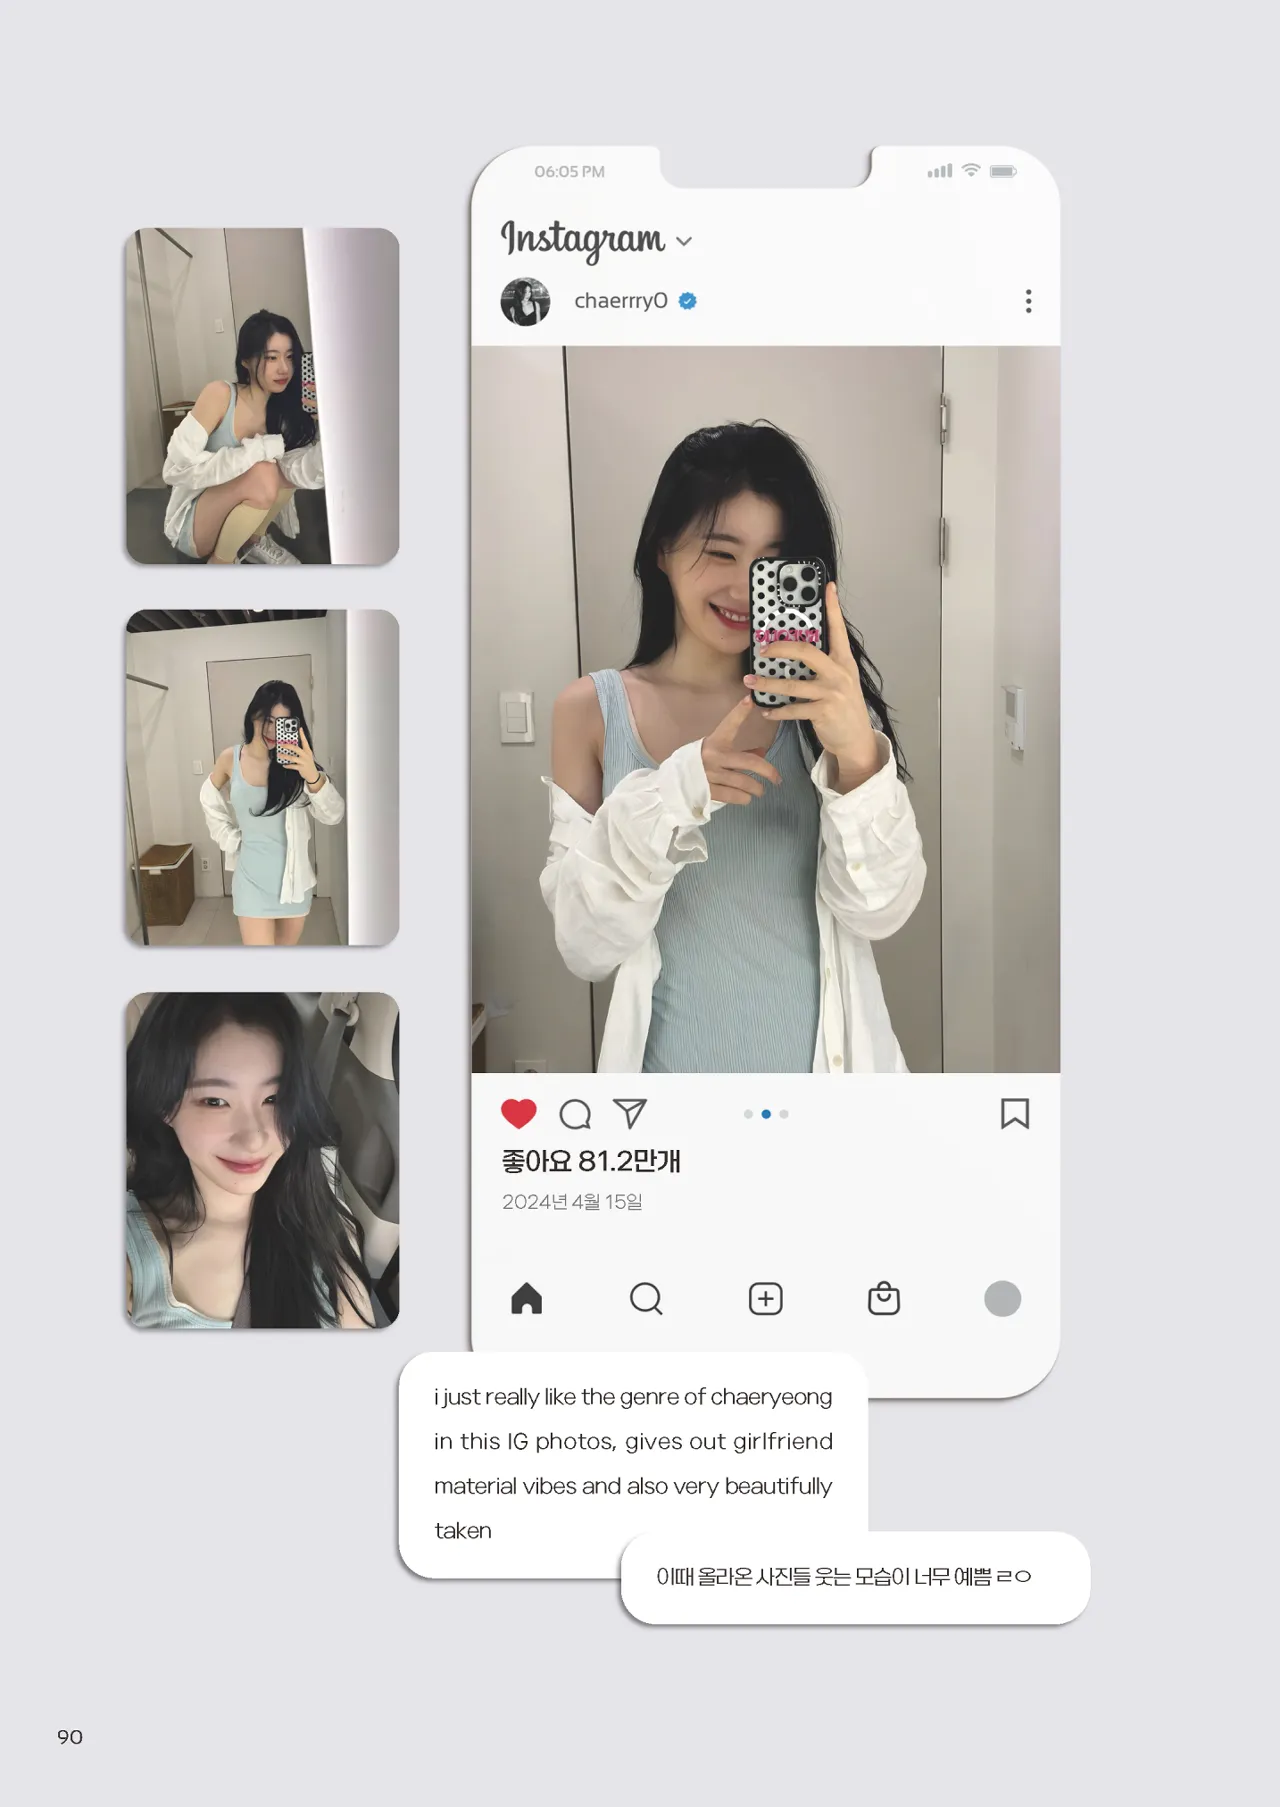 06:05 PM
Instagram
chaerrry0
좋아요 81.2만개
2024년 4월 15일
i just really like the genre of chaeryeong
in this IG photos, gives out girlfriend
material vibes and also very beautifully
taken
이때 올라온 사진들 웃는 모습이 너무 예쁨 ㄹㅇ
90